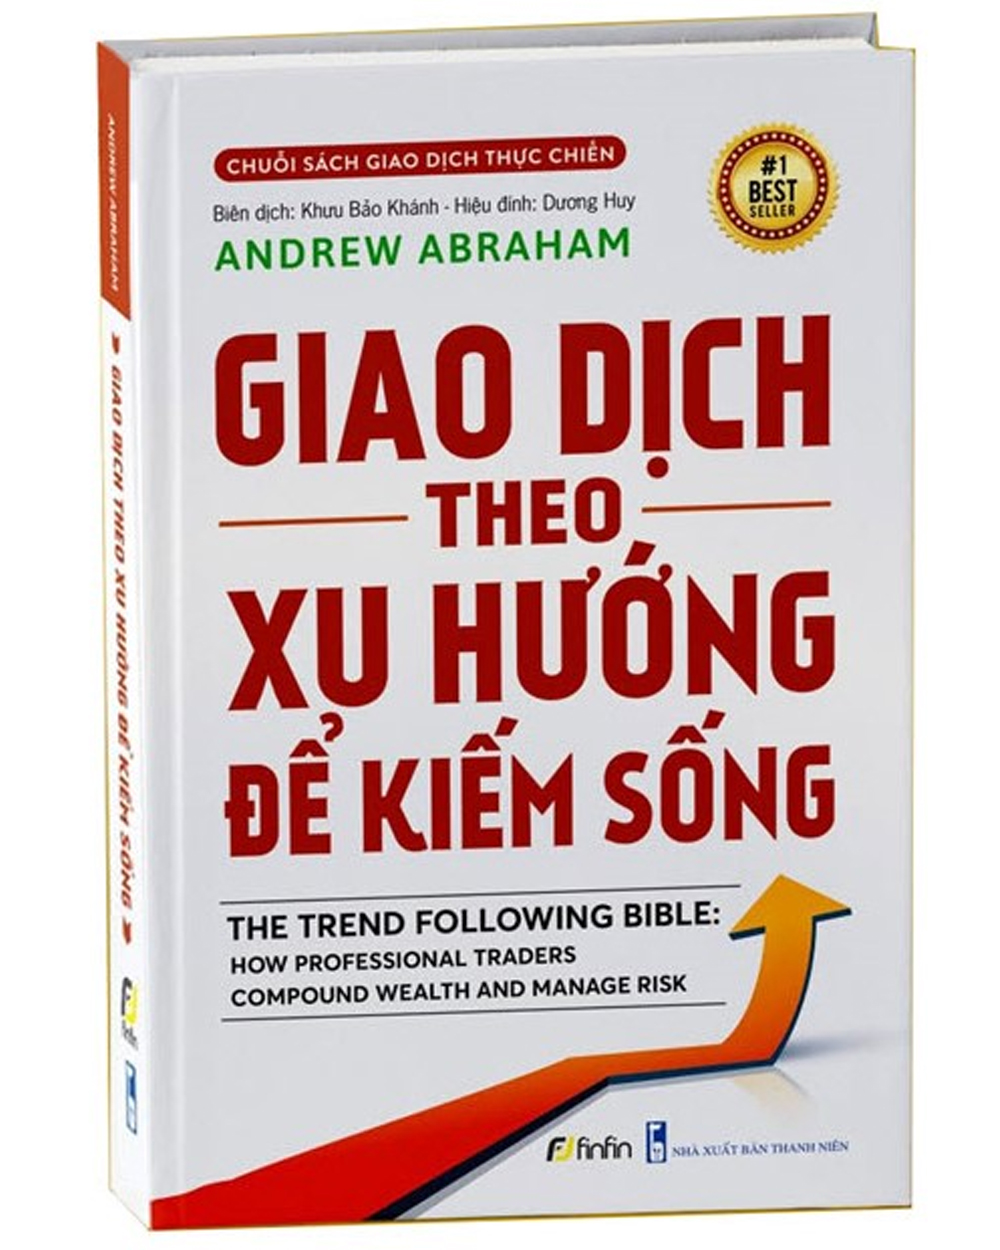 CHUỖI SÁCH GIAO DỊCH THỰC CHIẾN
Biên dịch: Khưu Bảo Khánh - Hiệu đính: Dương Huy
ANDREW ABRAHAM
#1
BEST
SELLER
GIAO DỊCH
THEO
XU HƯỚNG
ĐỂ KIẾM SỐNG
THE TREND FOLLOWING BIBLE:
HOW PROFESSIONAL TRADERS
COMPOUND WEALTH AND MANAGE RISK
finfin
NHÀ XUẤT BẢN THANH NIÊN
ANDREW ABRAHAM
GIAO DỊCH THEO XU HƯỚNG ĐỂ KIẾM SỐNG
finfin